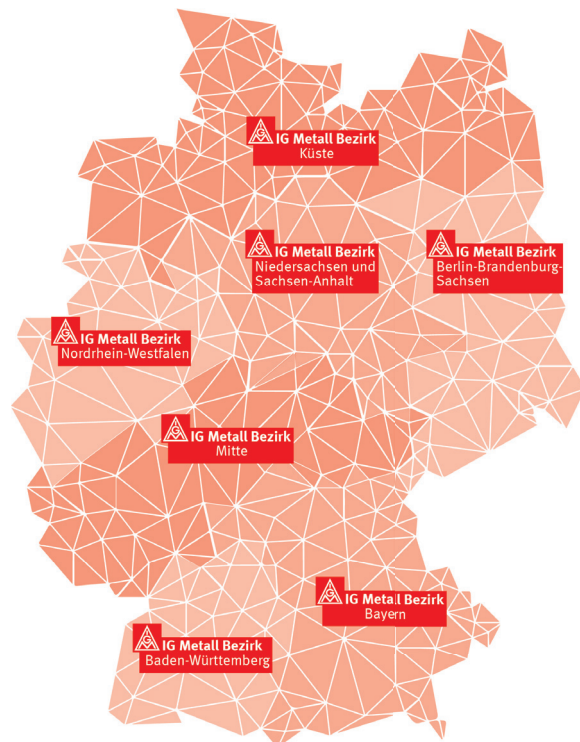 IG Metall Bezirk
Küste
IG Metall Bezirk
Niedersachsen und
Sachsen-Anhalt
IG Metall Bezirk
Berlin-Brandenburg-
Sachsen
IG Metall Bezirk
Nordrhein-Westfalen
IG Metall Bezirk
Mitte
IG Metall Bezirk
Bayern
IG Metall Bezirk
Baden-Württemberg